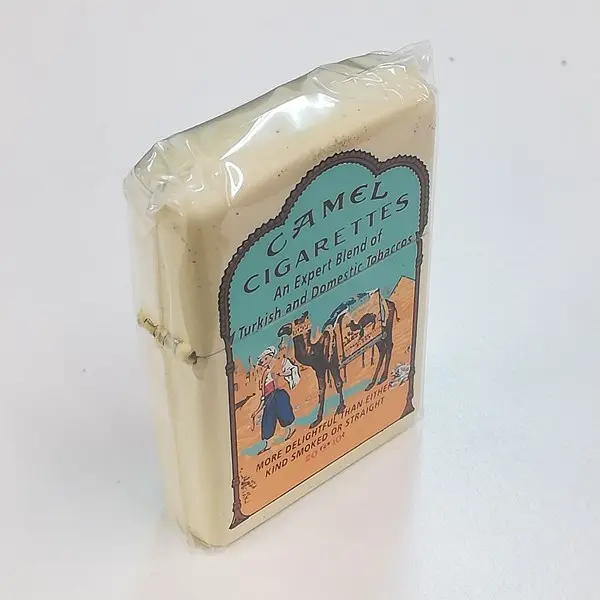 CAMEL
CIGARETTES
An Expert Blend of
Turkish and Domestic Tobaccos
MORE DELIGHTFUL THAN EITHER
KIND SMOKED OR STRAIGHT